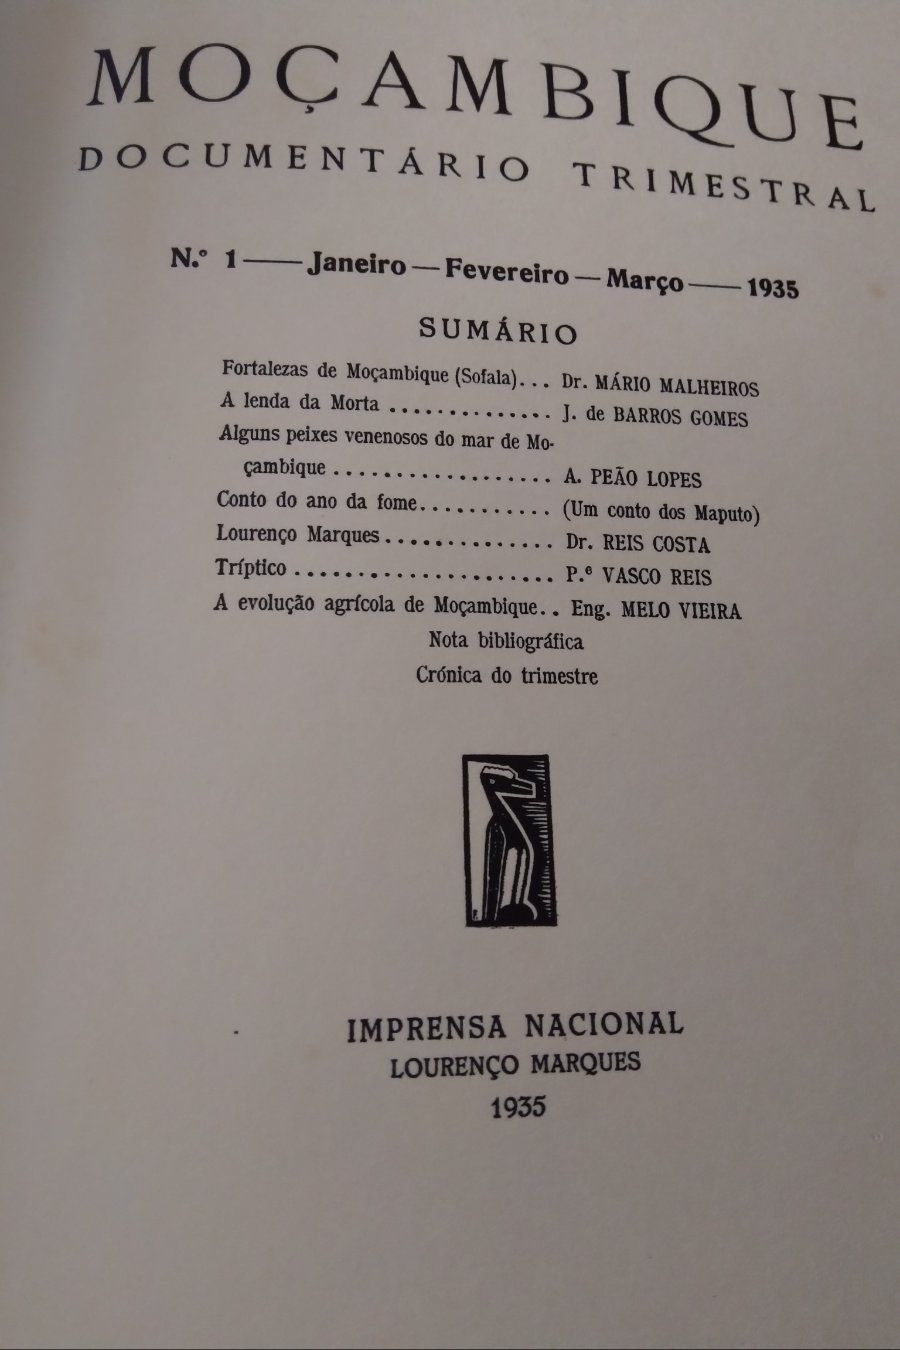 MOÇAMBIQUE
DOCUMENTÁRIO TRIMESTRAL
N.º 1 — Janeiro — Fevereiro — Março — 1935
SUMÁRIO
Fortalezas de Moçambique (Sofala)... Dr. MÁRIO MALHEIROS
A lenda da Morta .............. J. de BARROS GOMES
Alguns peixes venenosos do mar de Mo-
çambique .................. A. PEÃO LOPES
Conto do ano da fome........... (Um conto dos Maputo)
Lourenço Marques.............. Dr. REIS COSTA
Tríptico ..................... P.e VASCO REIS
A evolução agrícola de Moçambique.. Eng. MELO VIEIRA
Nota bibliográfica
Crónica do trimestre
IMPRENSA NACIONAL
LOURENÇO MARQUES
1935